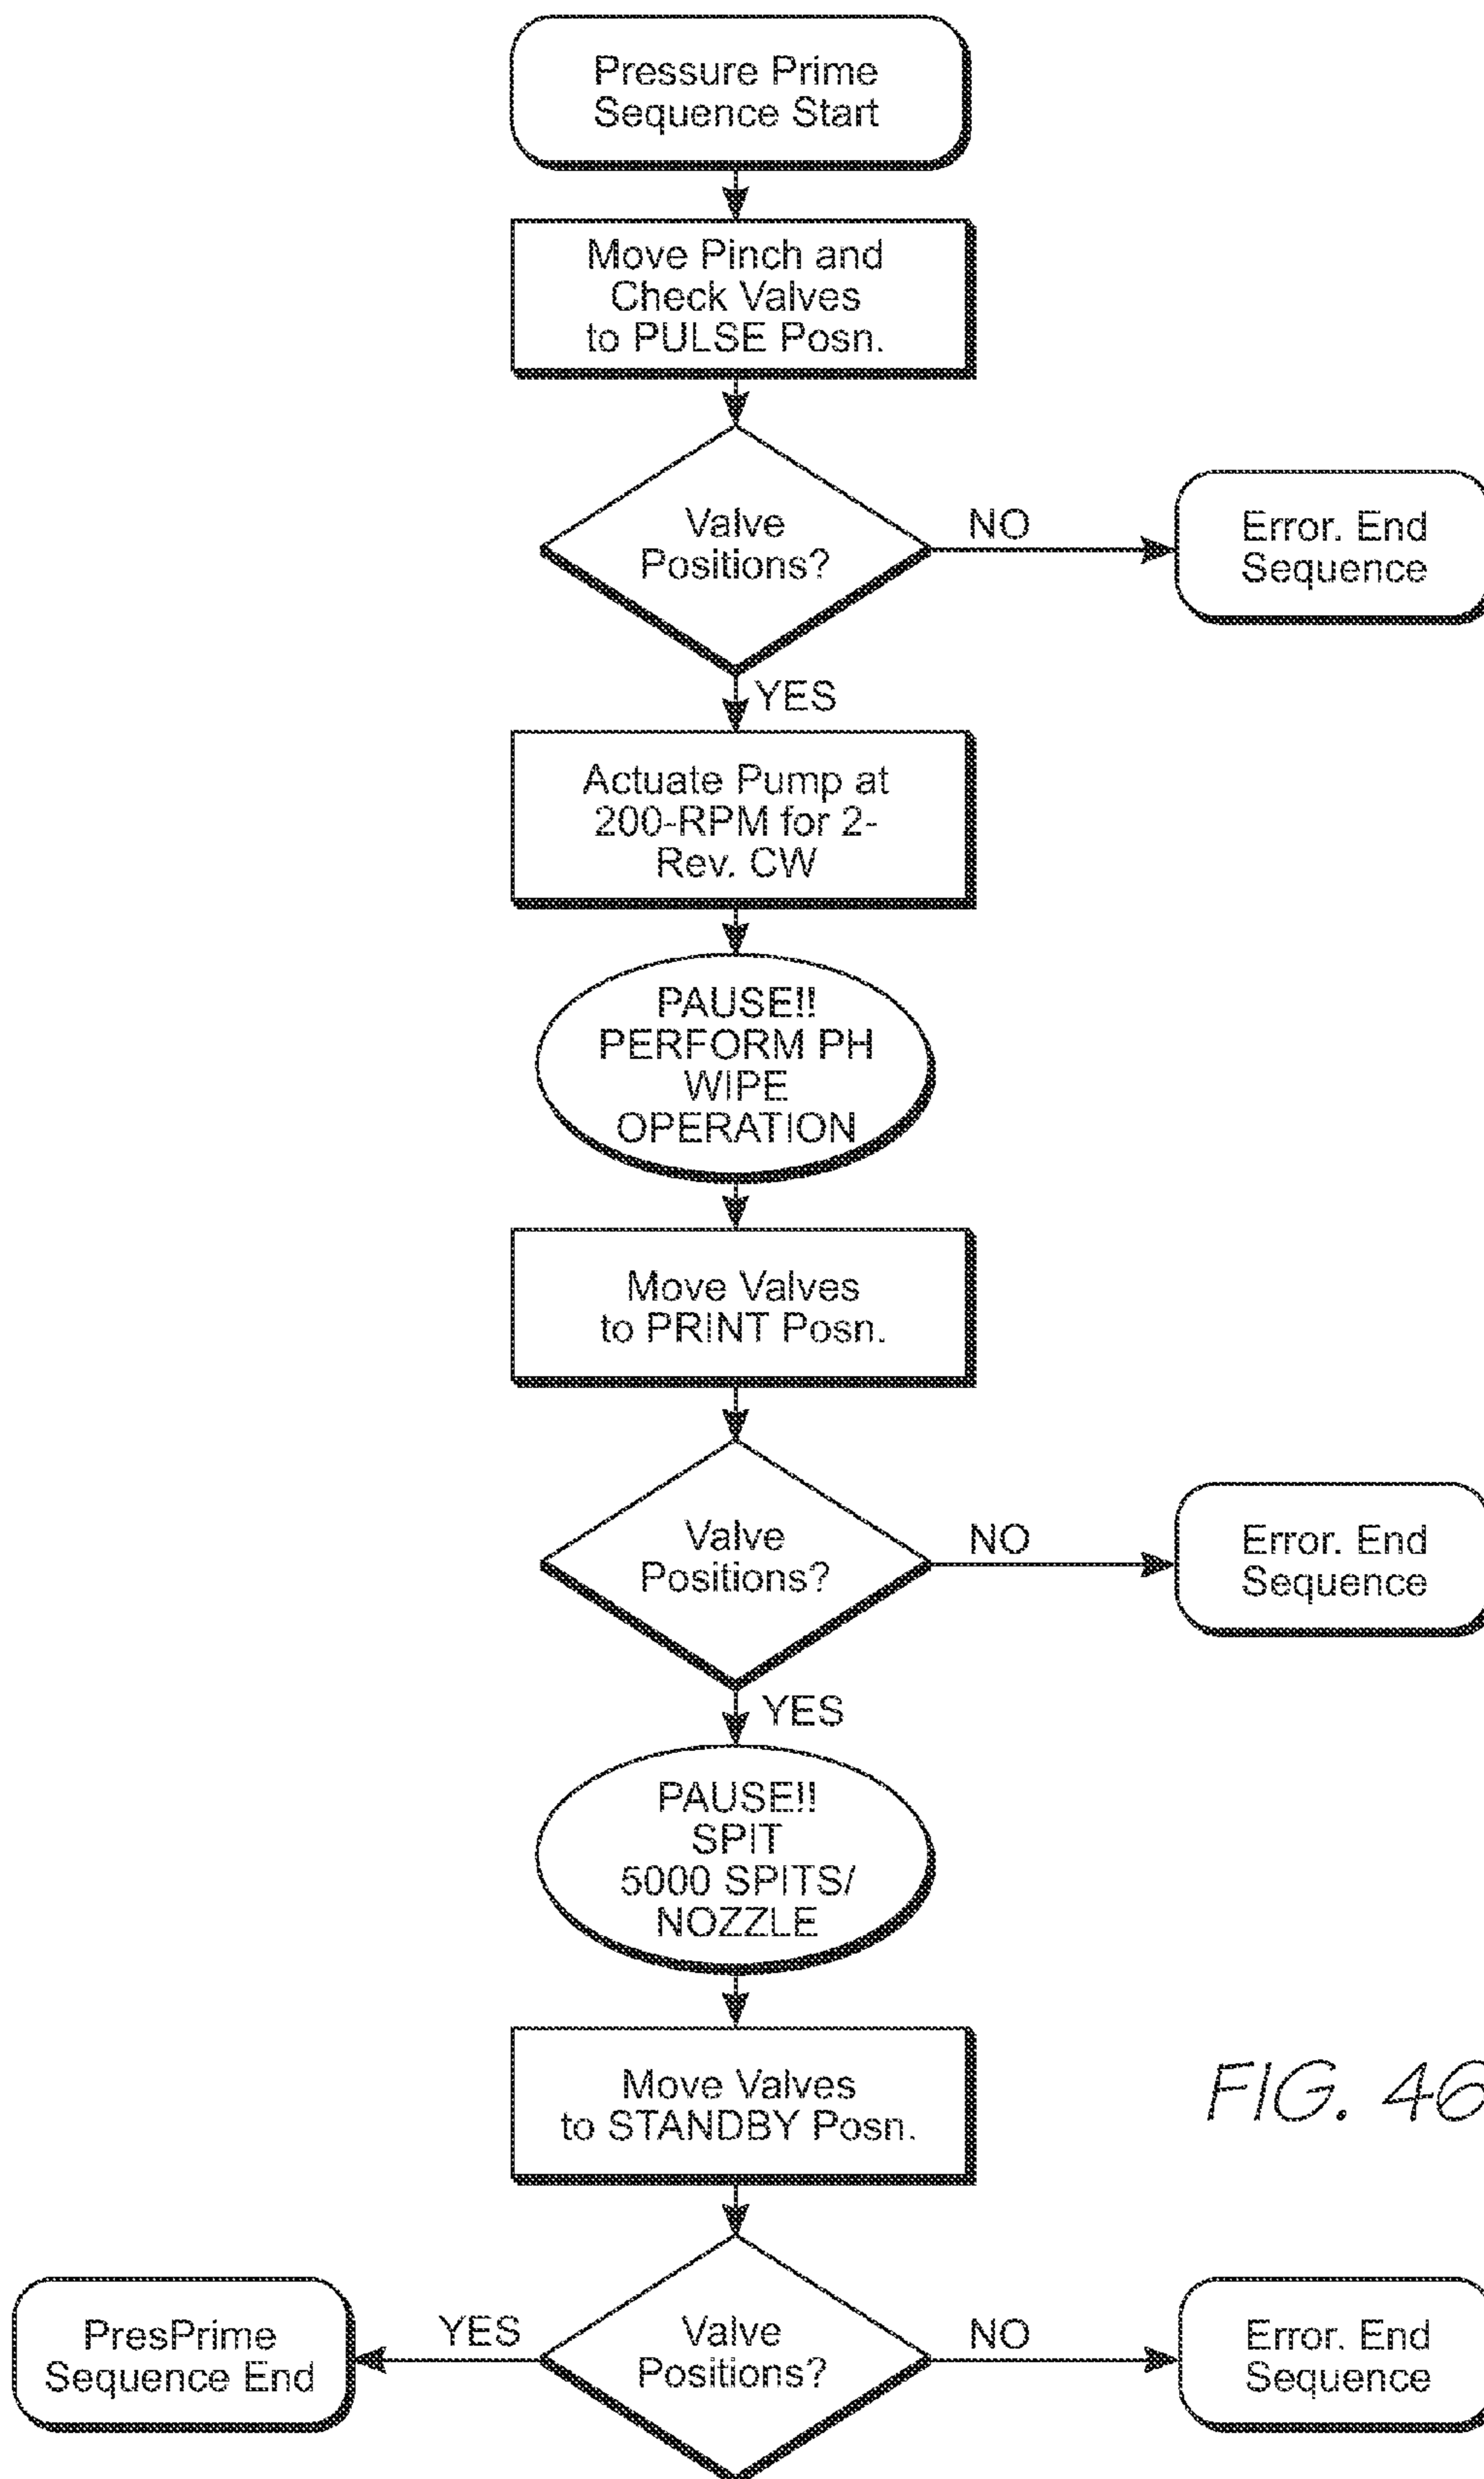 Pressure Prime
Sequence Start
Move Pinch and
Check Valves
to PULSE Posn.
Valve
Positions?
NO
Error. End
Sequence
YES
Actuate Pump at
200-RPM for 2-
Rev. CW
PAUSE!!
PERFORM PH
WIPE
OPERATION
Move Valves
to PRINT Posn.
Valve
Positions?
NO
Error. End
Sequence
YES
PAUSE!!
SPIT
5000 SPITS/
NOZZLE
Move Valves
to STANDBY Posn.
FIG. 46
PresPrime
Sequence End
YES
Valve
Positions?
NO
Error. End
Sequence